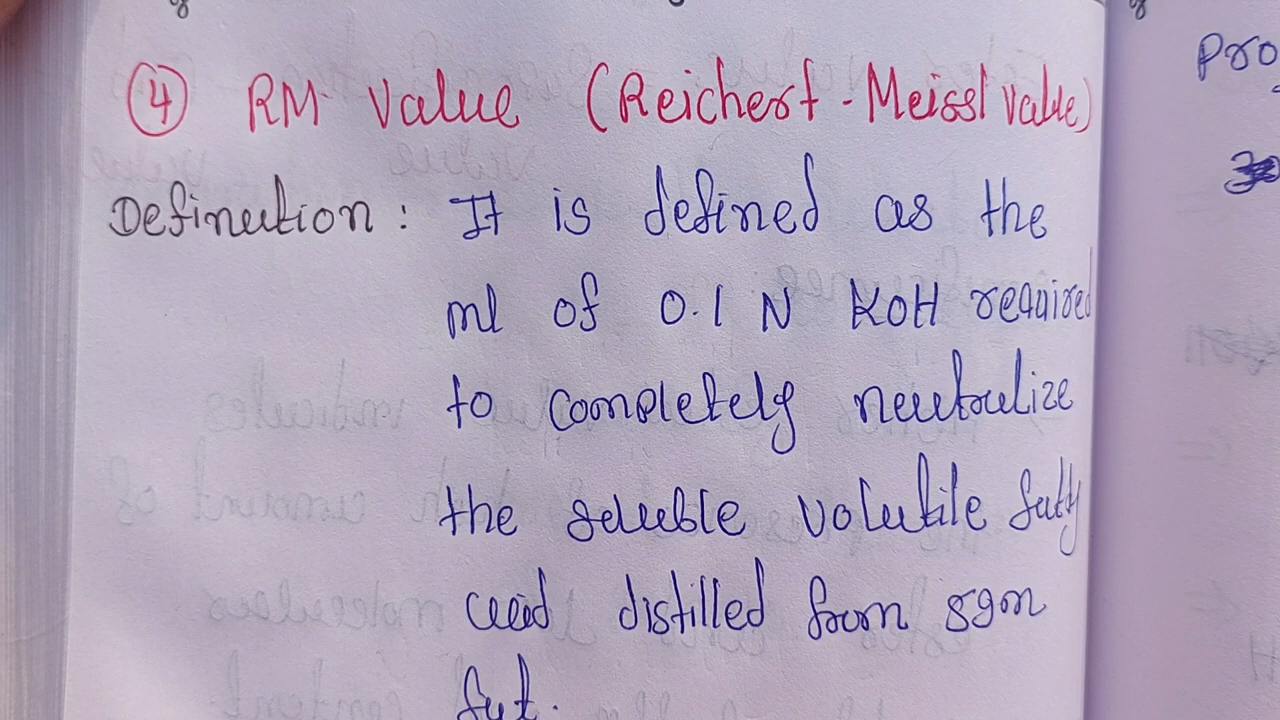 ④ RM Value (Reichert-Meissl Value)
Definition : It is defined as the
ml of 0.1 N KOH required
to completely neutralize
the soluble volatile fatty
acid distilled from 5gm
fat.
Pro